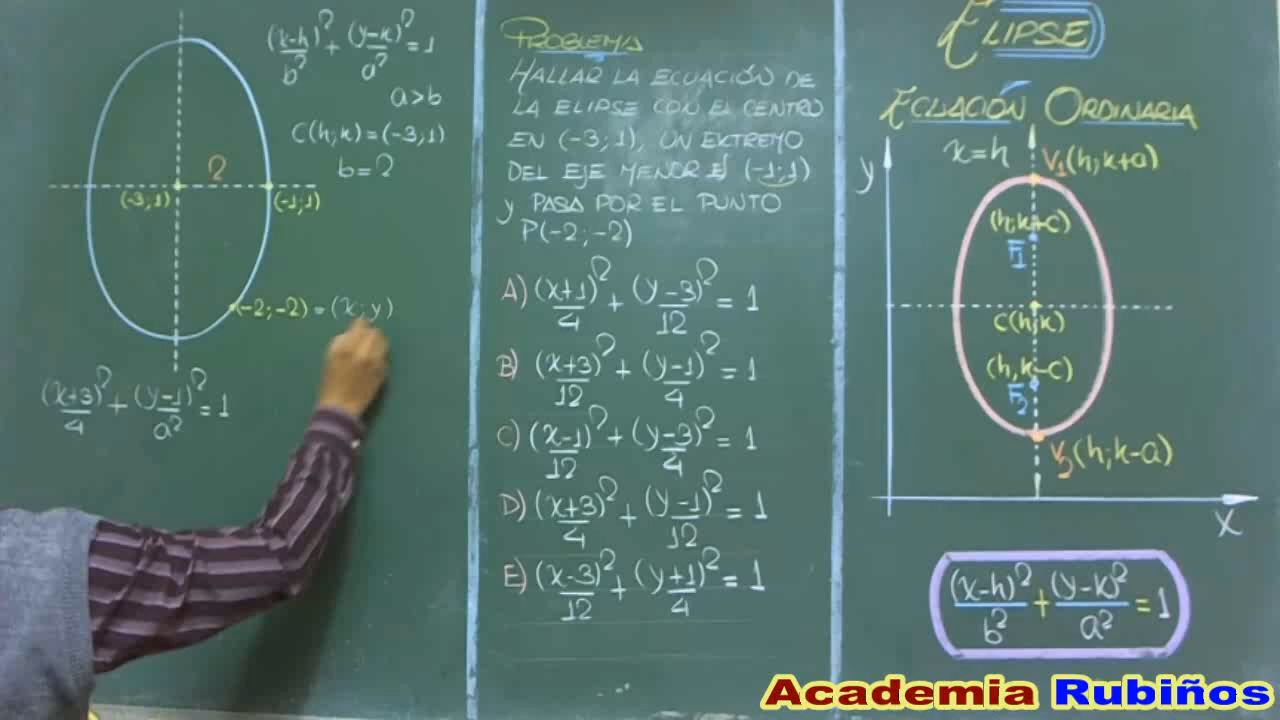 (x-h)²/b² + (y-k)²/a² = 1
a>b
C(h;k) = (-3;1)
b=2
2
(-3;1)
(-1;1)
(-2;-2) = (x;y)
(x+3)²/4 + (y-1)²/a² = 1
PROBLEMA
HALLAR LA ECUACIÓN DE
LA ELIPSE CON EL CENTRO
EN (-3;1), UN EXTREMO
DEL EJE MENOR ES (-1;1)
y PASA POR EL PUNTO
P(-2;-2)
A) (x+1)²/4 + (y-3)²/12 = 1
B) (x+3)²/12 + (y-1)²/4 = 1
C) (x-1)²/12 + (y-3)²/4 = 1
D) (x+3)²/4 + (y-1)²/12 = 1
E) (x-3)²/12 + (y+1)²/4 = 1
ELIPSE
ECUACIÓN ORDINARIA
y
x=h
V₁(h;k+a)
(h;k+c)
F₁
C(h;k)
(h,k-c)
F₂
V₂(h;k-a)
x
(x-h)²/b² + (y-k)²/a² = 1
Academia Rubiños